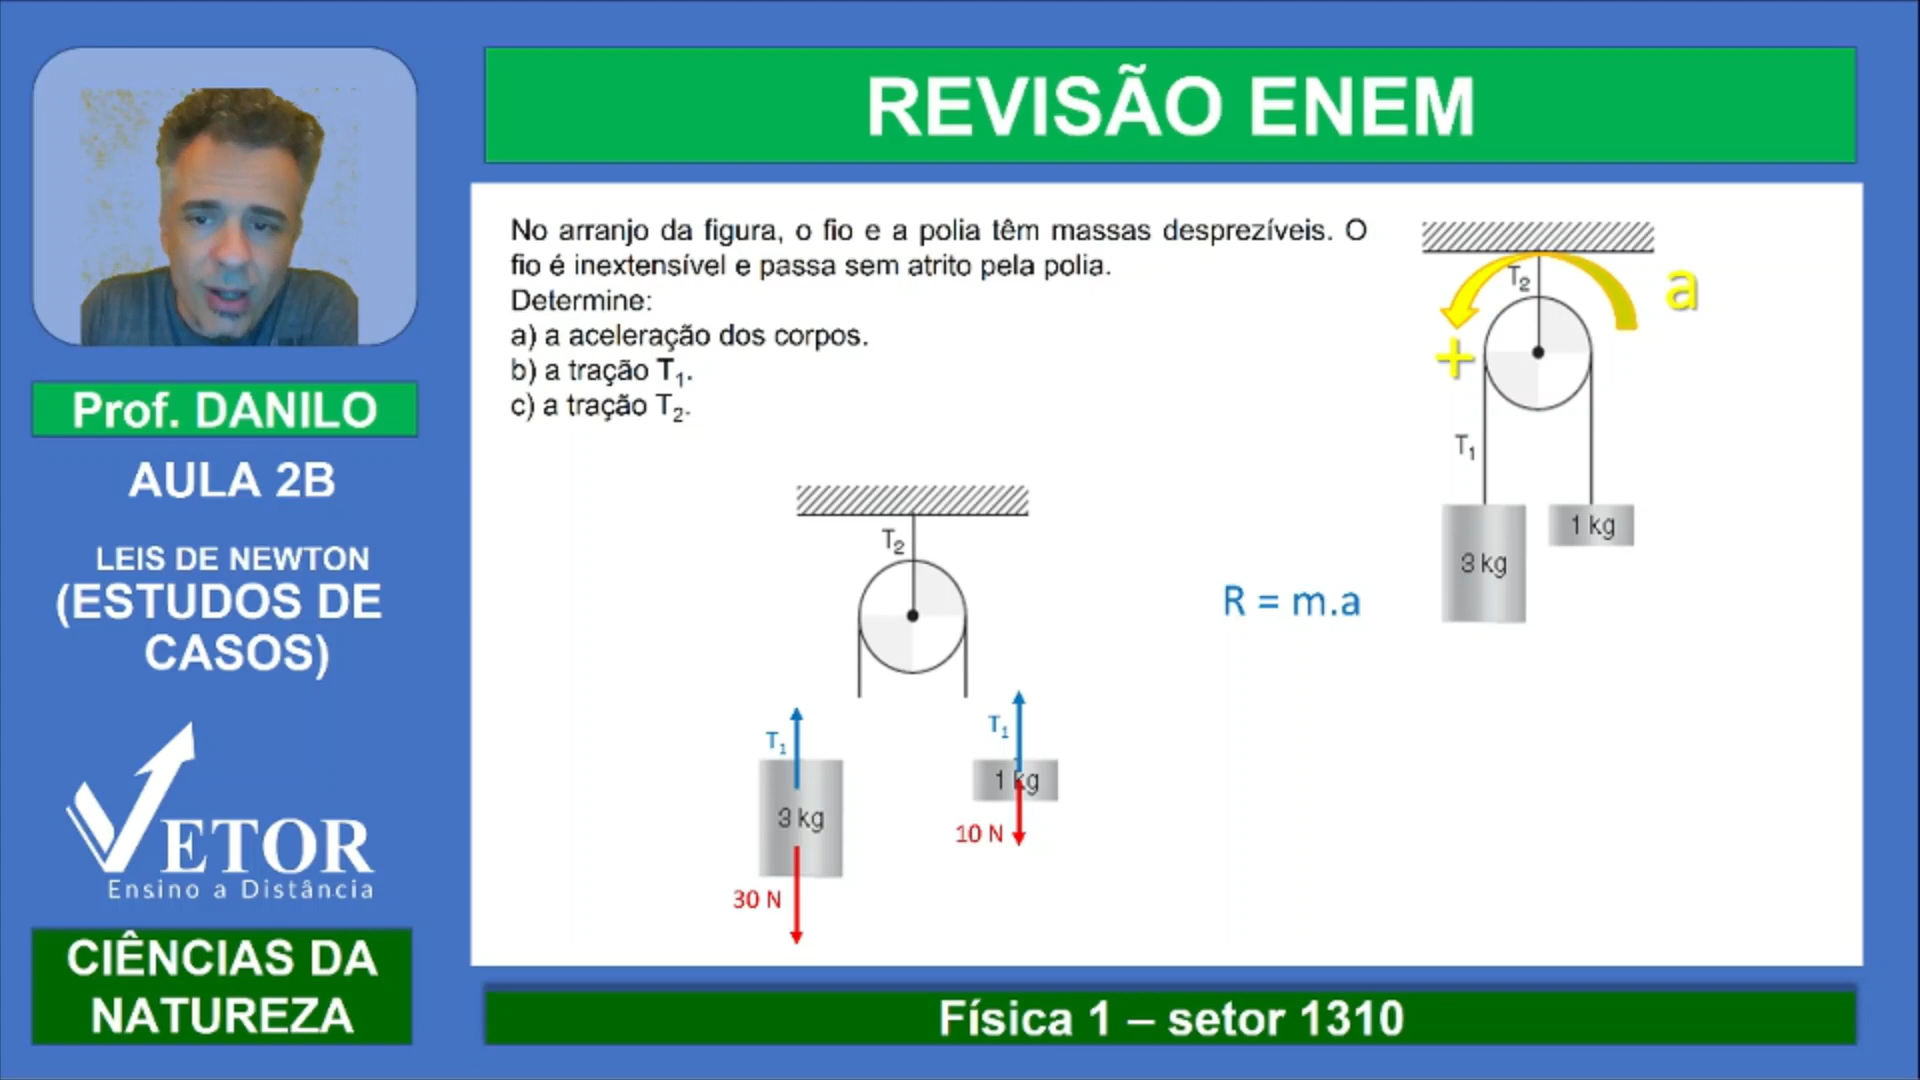 REVISÃO ENEM
No arranjo da figura, o fio e a polia têm massas desprezíveis. O
fio é inextensível e passa sem atrito pela polia.
Determine:
a) a aceleração dos corpos.
b) a tração T₁.
c) a tração T₂.
T₂
a
+
T₁
3 kg
1 kg
T₂
R = m.a
T₁
T₁
3 kg
1 kg
10 N
30 N
Prof. DANILO
AULA 2B
LEIS DE NEWTON
(ESTUDOS DE
CASOS)
VETOR
Ensino a Distância
CIÊNCIAS DA
NATUREZA
Física 1 – setor 1310